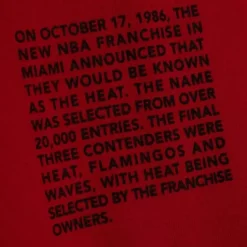 ON OCTOBER 17, 1986, THE
NEW NBA FRANCHISE IN
MIAMI ANNOUNCED THAT
THEY WOULD BE KNOWN
AS THE HEAT. THE NAME
WAS SELECTED FROM OVER
20,000 ENTRIES. THE FINAL
THREE CONTENDERS WERE
HEAT, FLAMINGOS AND
WAVES, WITH HEAT BEING
SELECTED BY THE FRANCHISE
OWNERS.